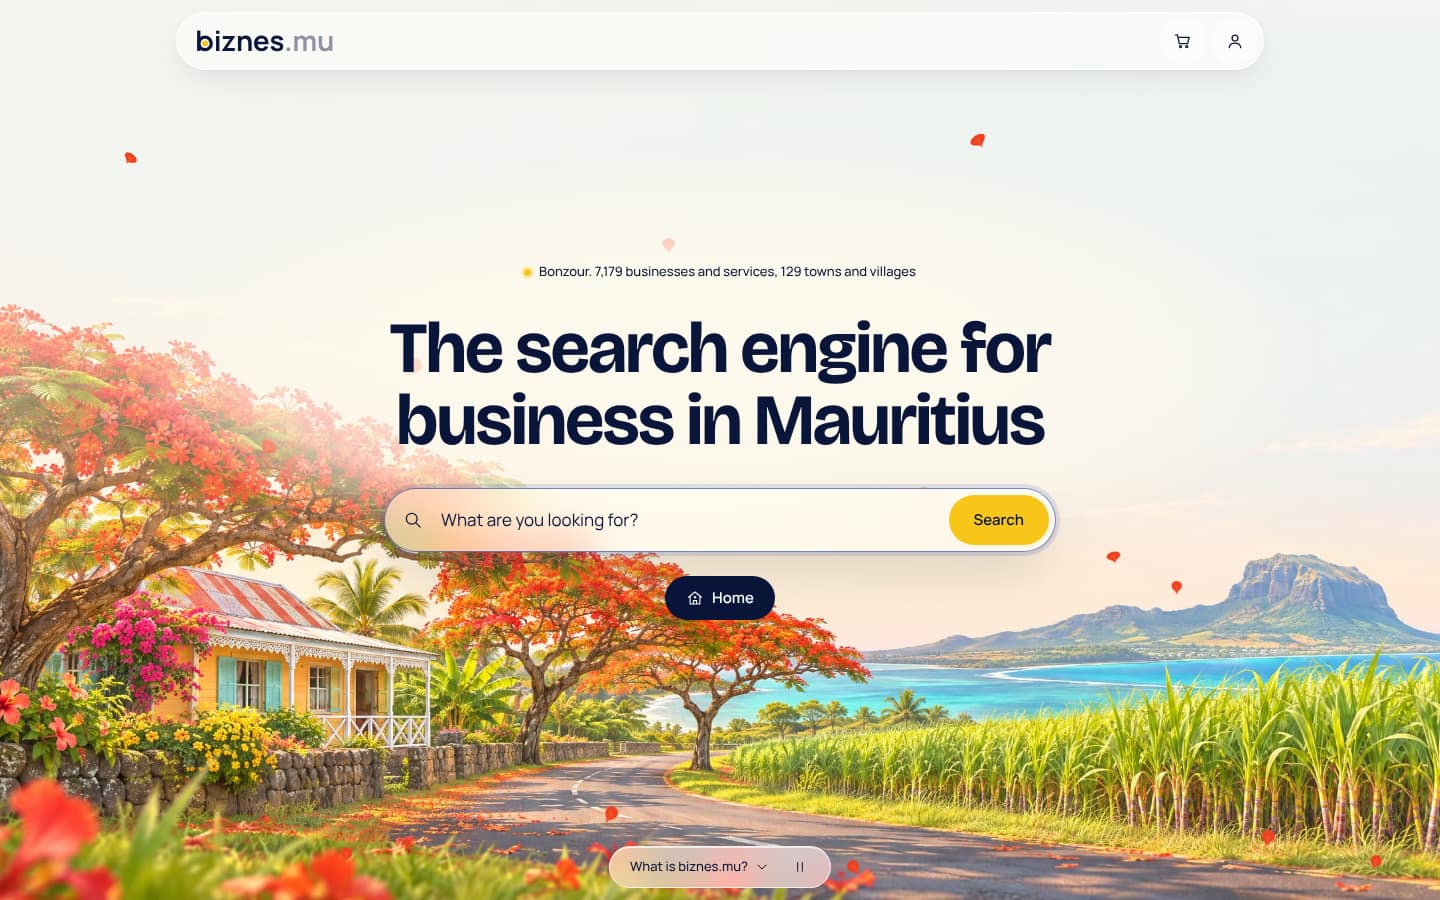 biznes.mu
Bonzour. 7,179 businesses and services, 129 towns and villages
The search engine for
business in Mauritius
What are you looking for?
Search
Home
What is biznes.mu?